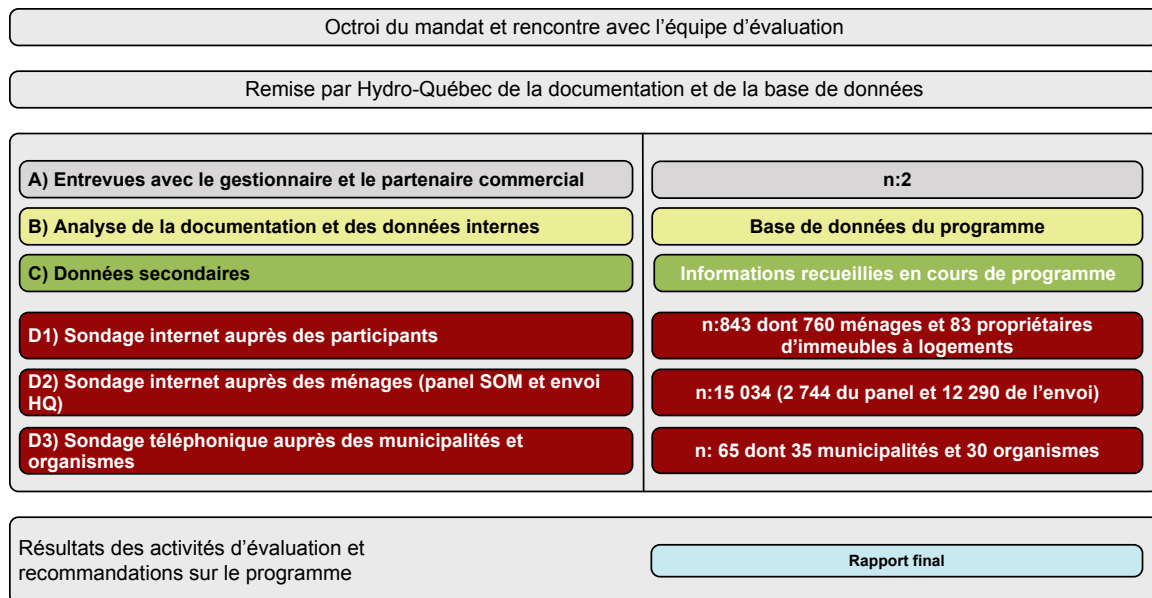 Octroi du mandat et rencontre avec l'équipe d'évaluation
Remise par Hydro-Québec de la documentation et de la base de données
A) Entrevues avec le gestionnaire et le partenaire commercial
n:2
B) Analyse de la documentation et des données internes
Base de données du programme
C) Données secondaires
Informations recueillies en cours de programme
D1) Sondage internet auprès des participants
n:843 dont 760 ménages et 83 propriétaires
d'immeubles à logements
D2) Sondage internet auprès des ménages (panel SOM et envoi
HQ)
n:15 034 (2 744 du panel et 12 290 de l'envoi)
D3) Sondage téléphonique auprès des municipalités et
organismes
n: 65 dont 35 municipalités et 30 organismes
Résultats des activités d'évaluation et
recommandations sur le programme
Rapport final